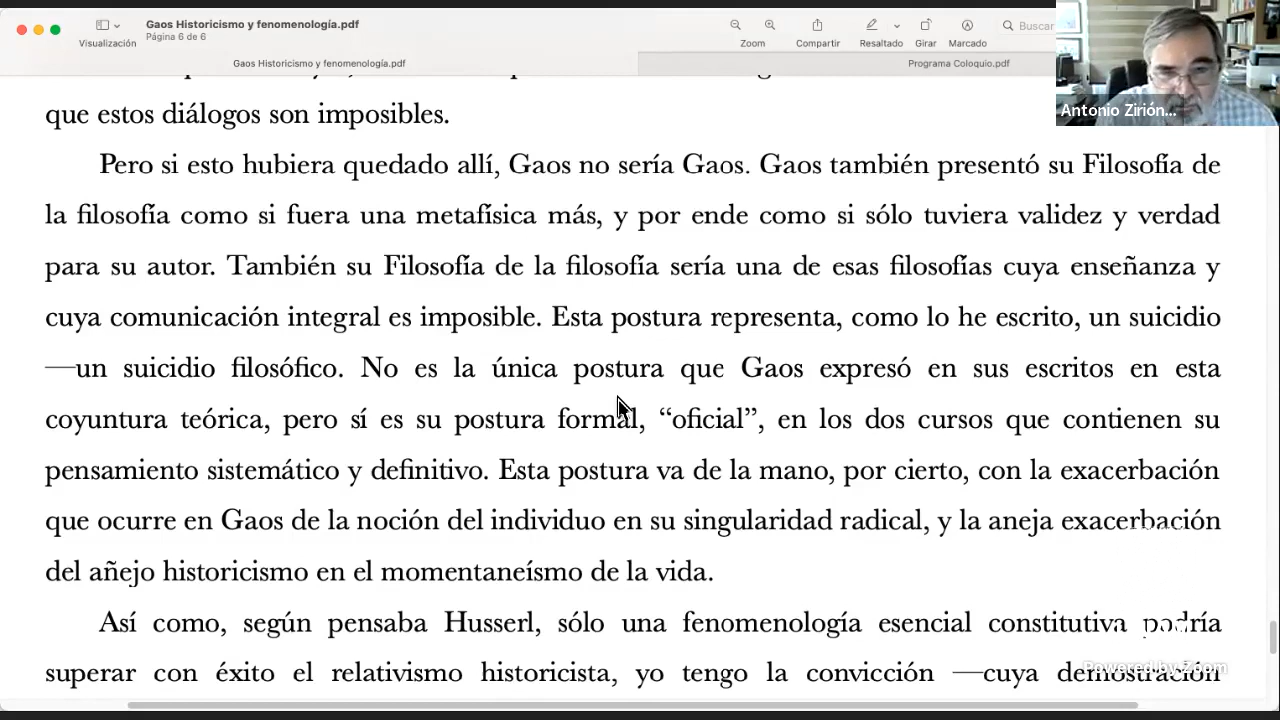 Gaos Historicismo y fenomenología.pdf
Página 6 de 6
Visualización
Zoom
Compartir
Resaltado
Girar
Marcado
Buscar
Gaos Historicismo y fenomenología.pdf
Programa Coloquio.pdf
Antonio Zirión...
que estos diálogos son imposibles.
Pero si esto hubiera quedado allí, Gaos no sería Gaos. Gaos también presentó su Filosofía de
la filosofía como si fuera una metafísica más, y por ende como si sólo tuviera validez y verdad
para su autor. También su Filosofía de la filosofía sería una de esas filosofías cuya enseñanza y
cuya comunicación integral es imposible. Esta postura representa, como lo he escrito, un suicidio
—un suicidio filosófico. No es la única postura que Gaos expresó en sus escritos en esta
coyuntura teórica, pero sí es su postura formal, “oficial”, en los dos cursos que contienen su
pensamiento sistemático y definitivo. Esta postura va de la mano, por cierto, con la exacerbación
que ocurre en Gaos de la noción del individuo en su singularidad radical, y la aneja exacerbación
del añejo historicismo en el momentaneísmo de la vida.
Así como, según pensaba Husserl, sólo una fenomenología esencial constitutiva podría
superar con éxito el relativismo historicista, yo tengo la convicción —cuya demostración
Powered by Zoom